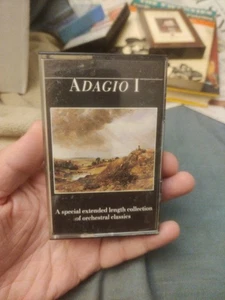 ADAGIO I
A special extended length collection
of orchestral classics